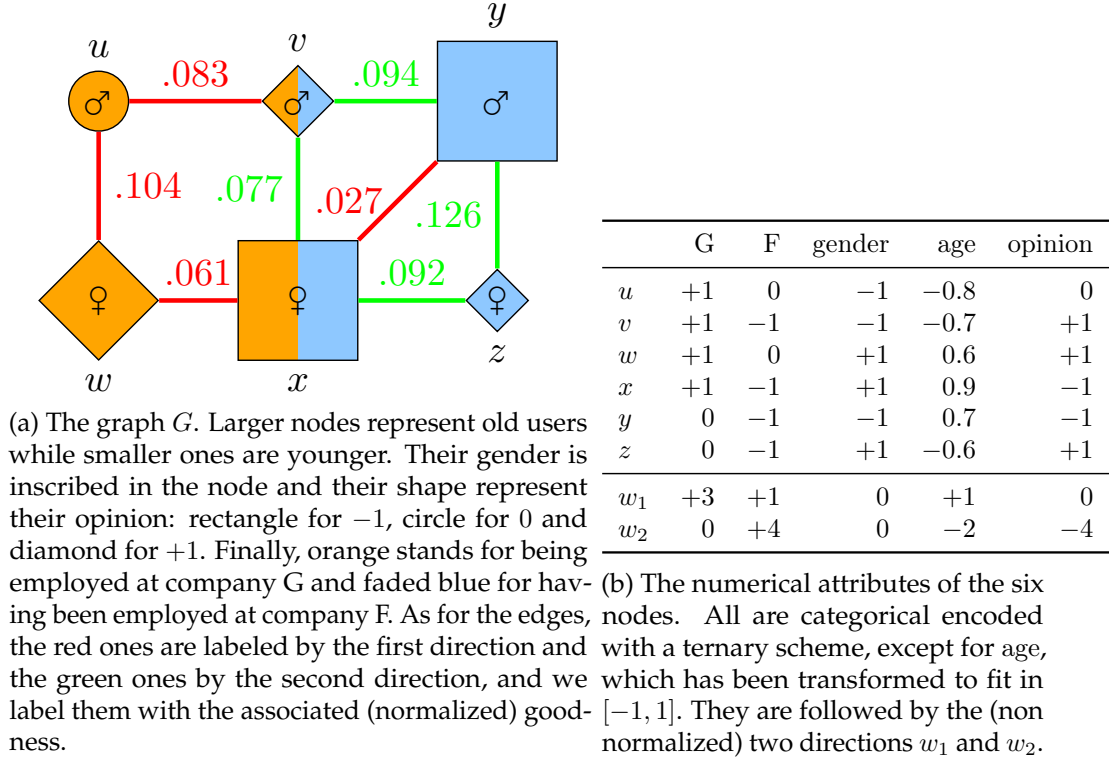 u
v
y
.083
.094
♂
♂
♂
.104
.077
.027
.126
.061
.092
♀
♀
♀
w
x
z
(a) The graph G. Larger nodes represent old users
while smaller ones are younger. Their gender is
inscribed in the node and their shape represent
their opinion: rectangle for −1, circle for 0 and
diamond for +1. Finally, orange stands for being
employed at company G and faded blue for hav-
ing been employed at company F. As for the edges,
the red ones are labeled by the first direction and
the green ones by the second direction, and we
label them with the associated (normalized) good-
ness.
G F gender age opinion
u +1 0 −1 −0.8 0
v +1 −1 −1 −0.7 +1
w +1 0 +1 0.6 +1
x +1 −1 +1 0.9 −1
y 0 −1 −1 0.7 −1
z 0 −1 +1 −0.6 +1
w₁ +3 +1 0 +1 0
w₂ 0 +4 0 −2 −4
(b) The numerical attributes of the six
nodes. All are categorical encoded
with a ternary scheme, except for age,
which has been transformed to fit in
[−1, 1]. They are followed by the (non
normalized) two directions w₁ and w₂.